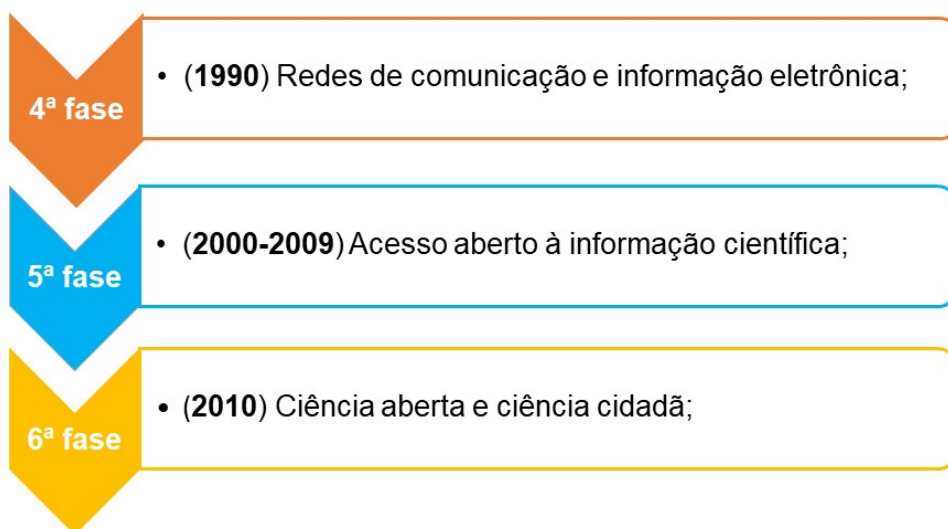 4ª fase
• (1990) Redes de comunicação e informação eletrônica;
5ª fase
• (2000-2009) Acesso aberto à informação científica;
6ª fase
• (2010) Ciência aberta e ciência cidadã;